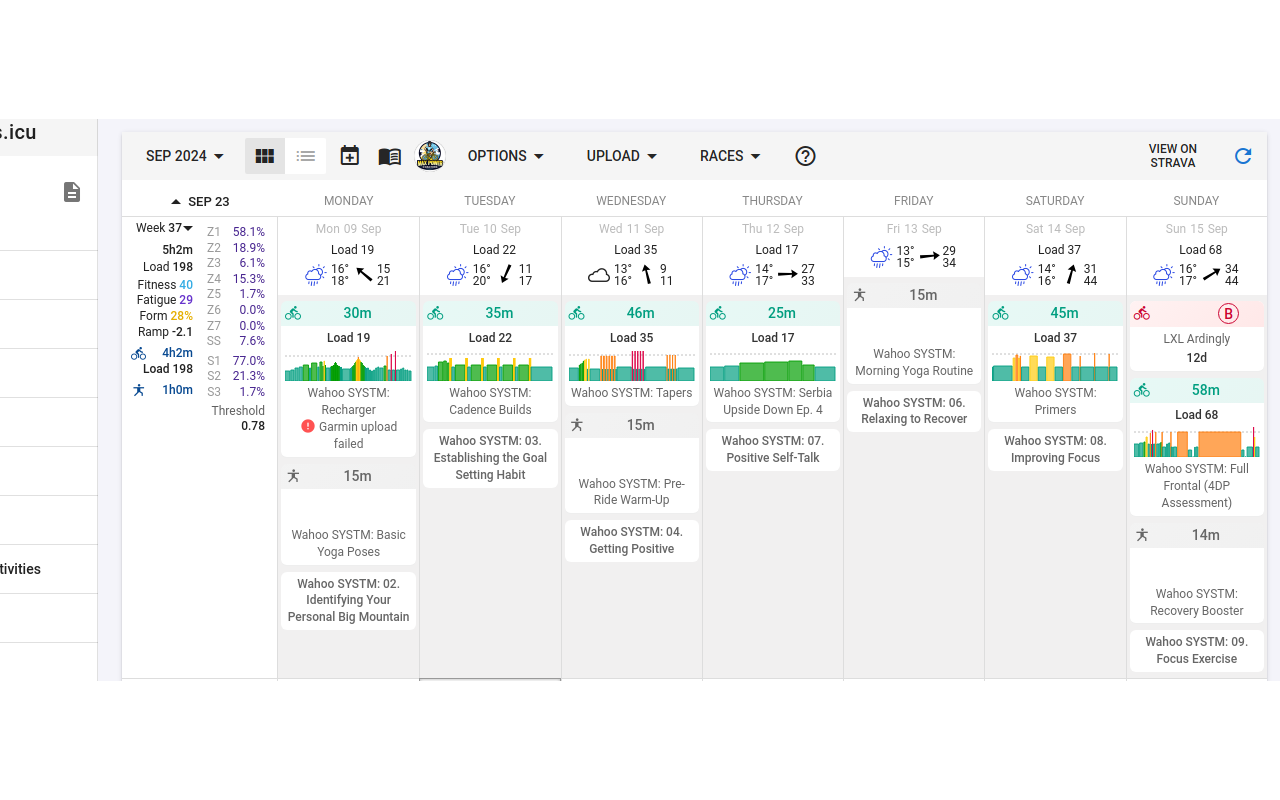 s.icu
SEP 2024
MAX POWER
OPTIONS
UPLOAD
RACES
VIEW ON
STRAVA
SEP 23
MONDAY
TUESDAY
WEDNESDAY
THURSDAY
FRIDAY
SATURDAY
SUNDAY
Week 37
5h2m
Load 198
Fitness 40
Fatigue 29
Form 28%
Ramp -2.1
4h2m
Load 198
1h0m
Z1 58.1%
Z2 18.9%
Z3 6.1%
Z4 15.3%
Z5 1.7%
Z6 0.0%
Z7 0.0%
SS 7.6%
S1 77.0%
S2 21.3%
S3 1.7%
Threshold
0.78
Mon 09 Sep
Load 19
16° 15
18° 21
30m
Load 19
Wahoo SYSTM:
Recharger
Garmin upload
failed
15m
Wahoo SYSTM: Basic
Yoga Poses
Wahoo SYSTM: 02.
Identifying Your
Personal Big Mountain
Tue 10 Sep
Load 22
16° 11
20° 17
35m
Load 22
Wahoo SYSTM:
Cadence Builds
Wahoo SYSTM: 03.
Establishing the Goal
Setting Habit
Wed 11 Sep
Load 35
13° 9
16° 11
46m
Load 35
Wahoo SYSTM: Tapers
15m
Wahoo SYSTM: Pre-
Ride Warm-Up
Wahoo SYSTM: 04.
Getting Positive
Thu 12 Sep
Load 17
14° 27
17° 33
25m
Load 17
Wahoo SYSTM: Serbia
Upside Down Ep. 4
Wahoo SYSTM: 07.
Positive Self-Talk
Fri 13 Sep
13° 29
15° 34
15m
Wahoo SYSTM:
Morning Yoga Routine
Wahoo SYSTM: 06.
Relaxing to Recover
Sat 14 Sep
Load 37
14° 31
16° 44
45m
Load 37
Wahoo SYSTM:
Primers
Wahoo SYSTM: 08.
Improving Focus
Sun 15 Sep
Load 68
16° 34
17° 44
B
LXL Ardingly
12d
58m
Load 68
Wahoo SYSTM: Full
Frontal (4DP
Assessment)
14m
Wahoo SYSTM:
Recovery Booster
Wahoo SYSTM: 09.
Focus Exercise
tivities